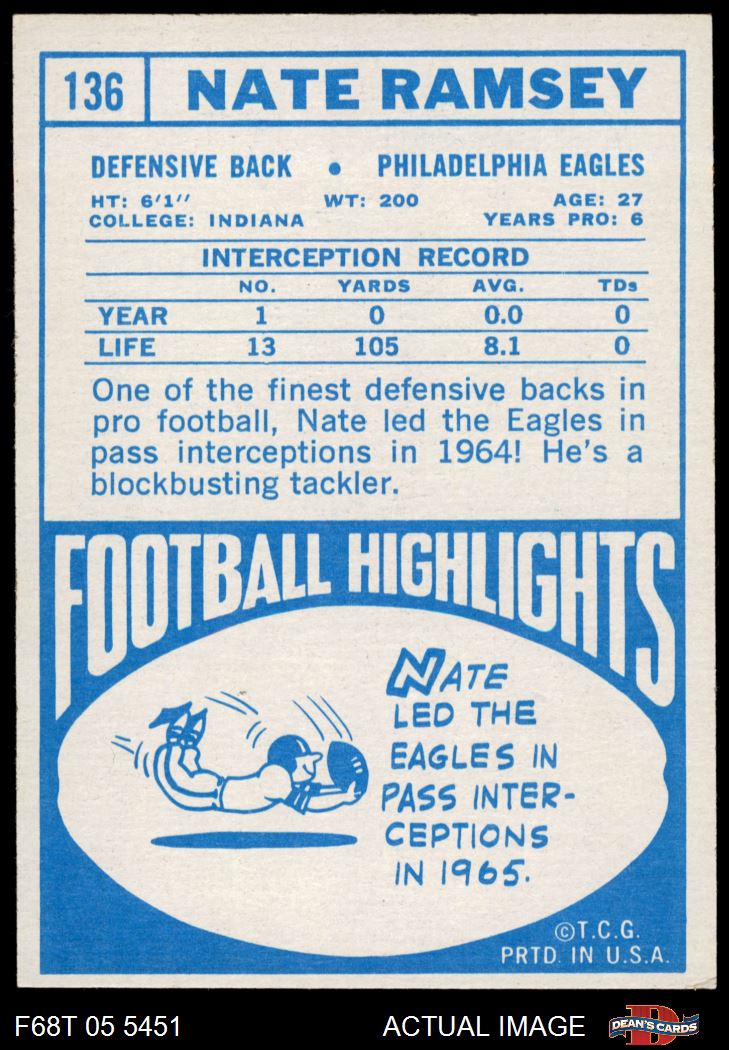 136 NATE RAMSEY
DEFENSIVE BACK • PHILADELPHIA EAGLES
HT: 6'1'' WT: 200 AGE: 27
COLLEGE: INDIANA YEARS PRO: 6
INTERCEPTION RECORD
NO. YARDS AVG. TDs
YEAR 1 0 0.0 0
LIFE 13 105 8.1 0
One of the finest defensive backs in
pro football, Nate led the Eagles in
pass interceptions in 1964! He's a
blockbusting tackler.
FOOTBALL HIGHLIGHTS
NATE
LED THE
EAGLES IN
PASS INTER-
CEPTIONS
IN 1965.
©T.C.G.
PRTD. IN U.S.A.
F68T 05 5451 ACTUAL IMAGE D DEAN'S CARDS